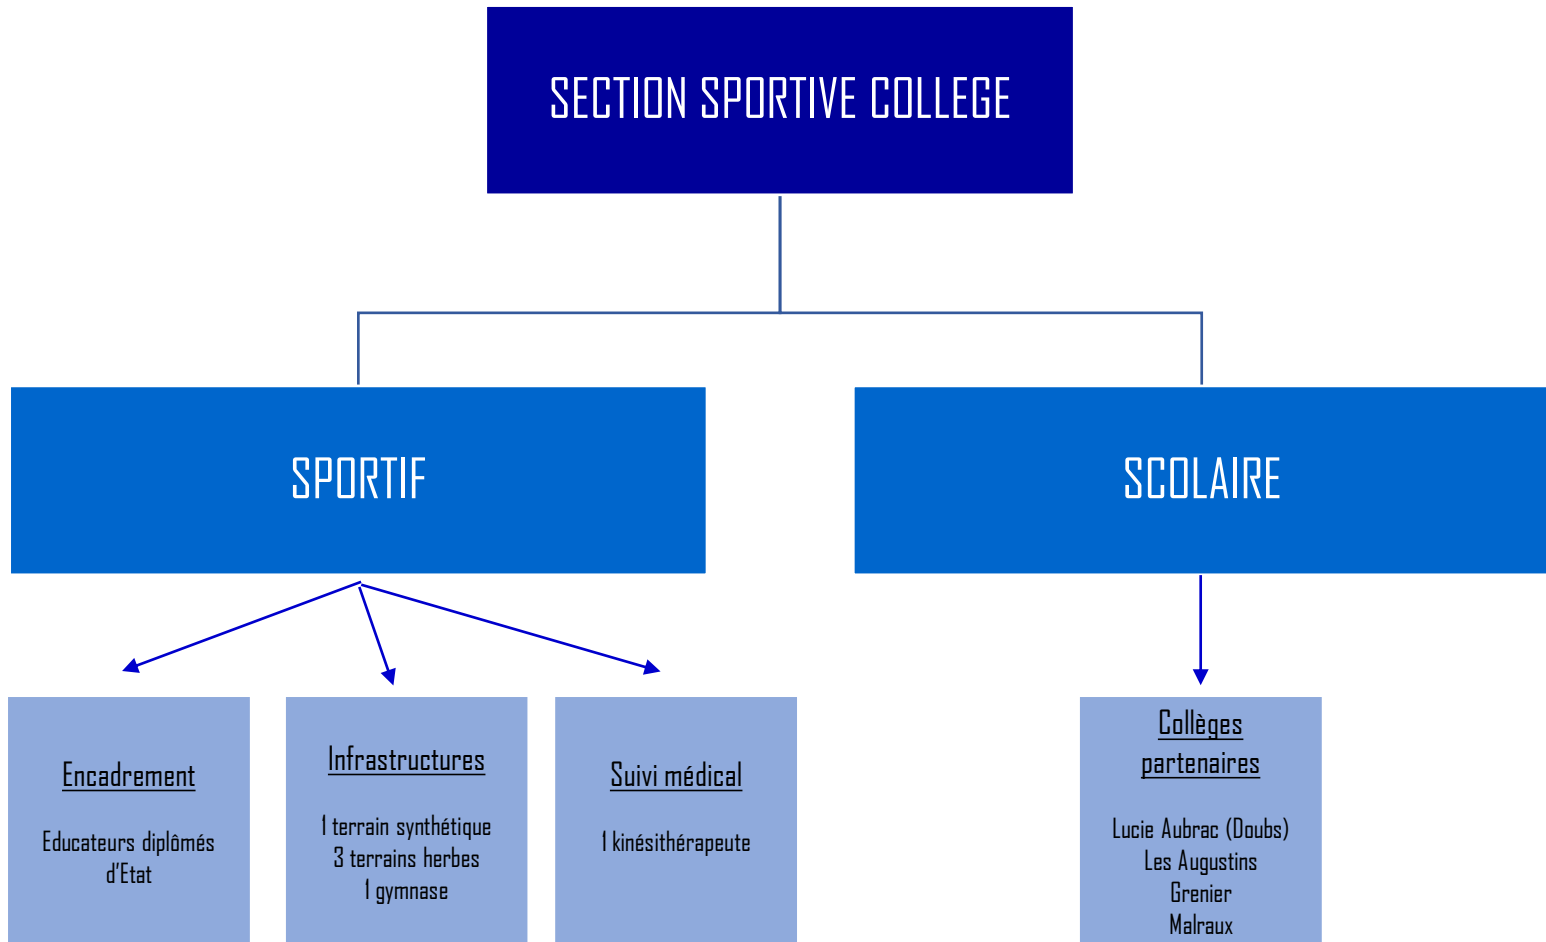 SECTION SPORTIVE COLLEGE
SPORTIF
SCOLAIRE
Encadrement
Educateurs diplômés
d'Etat
Infrastructures
1 terrain synthétique
3 terrains herbes
1 gymnase
Suivi médical
1 kinésithérapeute
Collèges
partenaires
Lucie Aubrac (Doubs)
Les Augustins
Grenier
Malraux